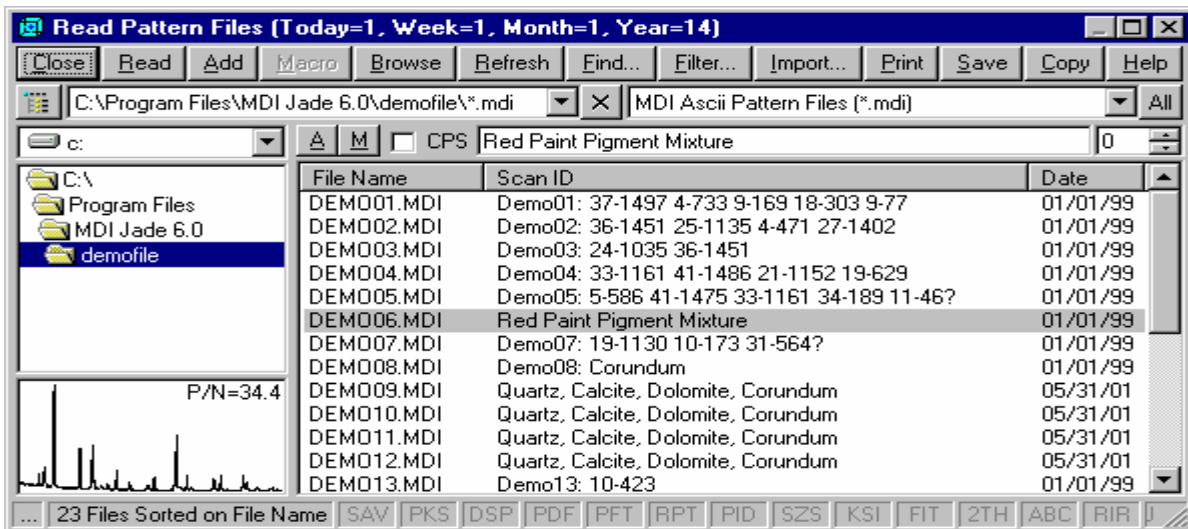 Read Pattern Files (Today=1, Week=1, Month=1, Year=14)
Close Read Add Macro Browse Refresh Find... Filter... Import... Print Save Copy Help
C:\Program Files\MDI Jade 6.0\demofile\*.mdi MDI Ascii Pattern Files (*.mdi) All
c: A M CPS Red Paint Pigment Mixture 0
C:\
Program Files
MDI Jade 6.0
demofile
P/N=34.4
File Name Scan ID Date
DEMO01.MDI Demo01: 37-1497 4-733 9-169 18-303 9-77 01/01/99
DEMO02.MDI Demo02: 36-1451 25-1135 4-471 27-1402 01/01/99
DEMO03.MDI Demo03: 24-1035 36-1451 01/01/99
DEMO04.MDI Demo04: 33-1161 41-1486 21-1152 19-629 01/01/99
DEMO05.MDI Demo05: 5-586 41-1475 33-1161 34-189 11-46? 01/01/99
DEMO06.MDI Red Paint Pigment Mixture 01/01/99
DEMO07.MDI Demo07: 19-1130 10-173 31-564? 01/01/99
DEMO08.MDI Demo08: Corundum 01/01/99
DEMO09.MDI Quartz, Calcite, Dolomite, Corundum 05/31/01
DEMO10.MDI Quartz, Calcite, Dolomite, Corundum 05/31/01
DEMO11.MDI Quartz, Calcite, Dolomite, Corundum 05/31/01
DEMO12.MDI Quartz, Calcite, Dolomite, Corundum 05/31/01
DEMO13.MDI Demo13: 10-423 01/01/99
... 23 Files Sorted on File Name SAV PKS DSP PDF PFT RPT PID SZS KSI FIT 2TH ABC RIR J